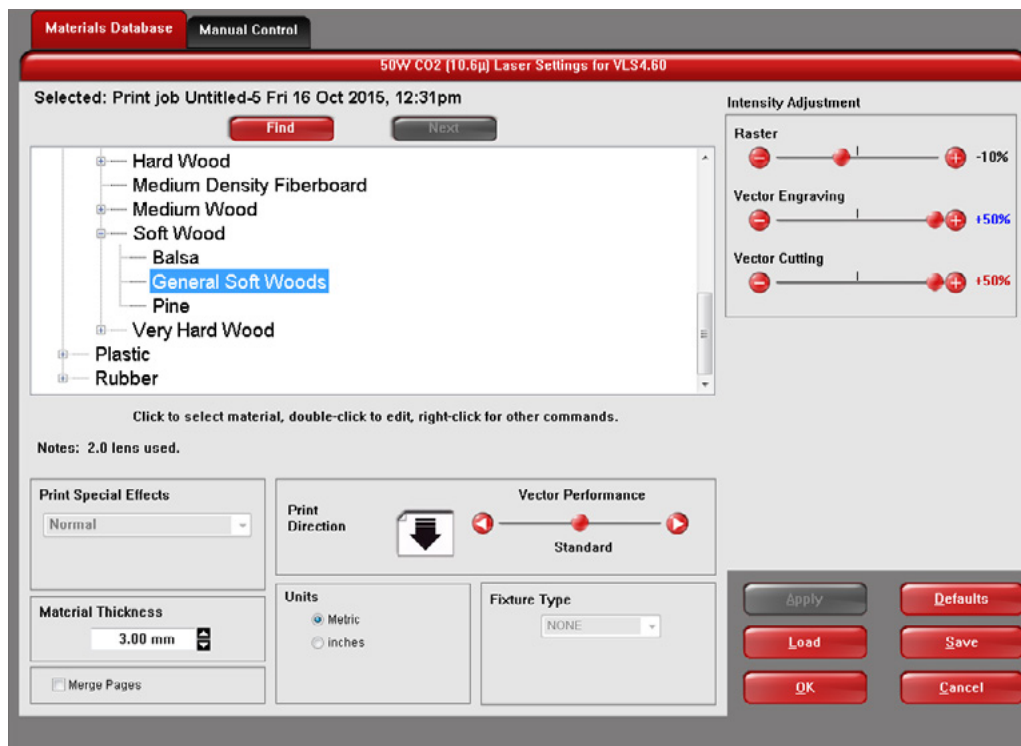 Materials Database
Manual Control
50W CO2 (10.6µ) Laser Settings for VLS4.60
Selected: Print job Untitled-5 Fri 16 Oct 2015, 12:31pm
Find
Next
Hard Wood
Medium Density Fiberboard
Medium Wood
Soft Wood
Balsa
General Soft Woods
Pine
Very Hard Wood
Plastic
Rubber
Click to select material, double-click to edit, right-click for other commands.
Notes: 2.0 lens used.
Intensity Adjustment
Raster
-10%
Vector Engraving
+50%
Vector Cutting
+50%
Print Special Effects
Normal
Print
Direction
Vector Performance
Standard
Material Thickness
3.00 mm
Merge Pages
Units
Metric
inches
Fixture Type
NONE
Apply
Defaults
Load
Save
OK
Cancel